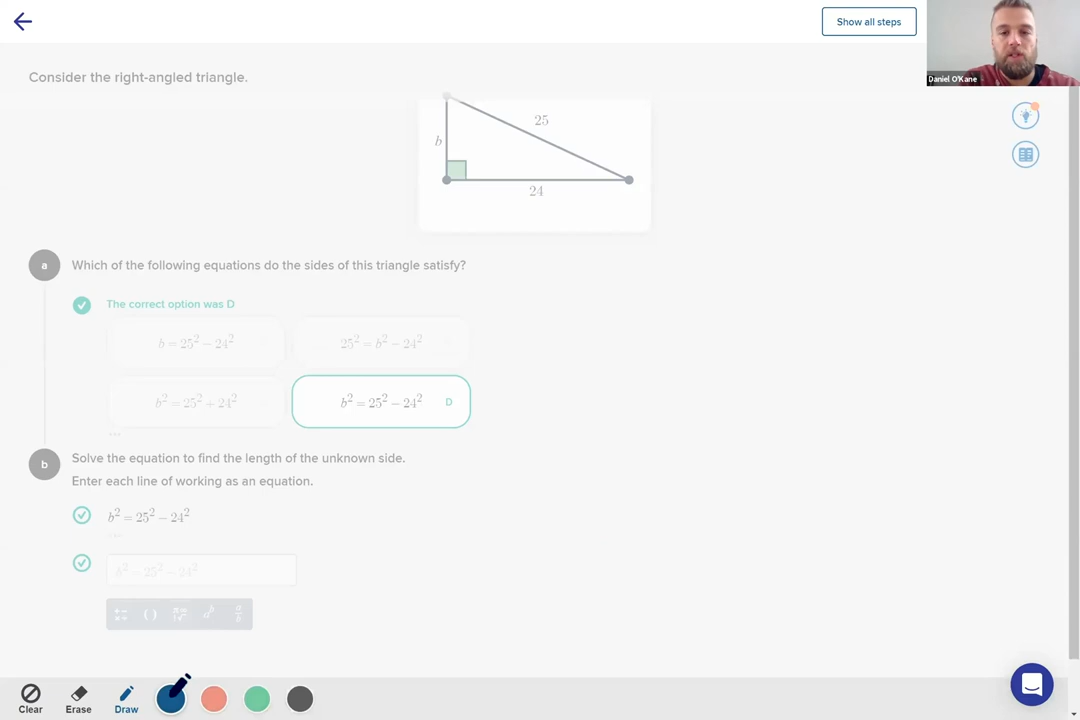 Show all steps
Daniel O'Kane
Consider the right-angled triangle.
25
b
24
a
Which of the following equations do the sides of this triangle satisfy?
The correct option was D
b = 25² − 24²
25² = b² − 24²
b² = 25² + 24²
b² = 25² − 24² D
b
Solve the equation to find the length of the unknown side.
Enter each line of working as an equation.
b² = 25² − 24²
b² = 25² − 24²
Clear
Erase
Draw